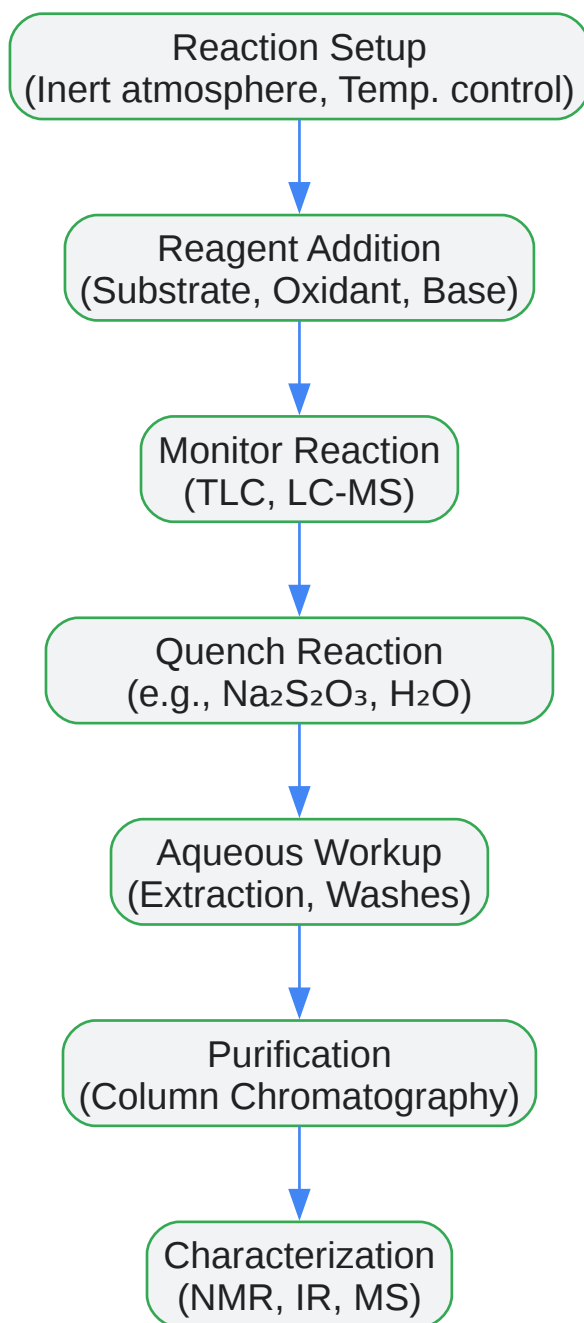 Reaction Setup
(Inert atmosphere, Temp. control)
Reagent Addition
(Substrate, Oxidant, Base)
Monitor Reaction
(TLC, LC-MS)
Quench Reaction
(e.g., Na₂S₂O₃, H₂O)
Aqueous Workup
(Extraction, Washes)
Purification
(Column Chromatography)
Characterization
(NMR, IR, MS)